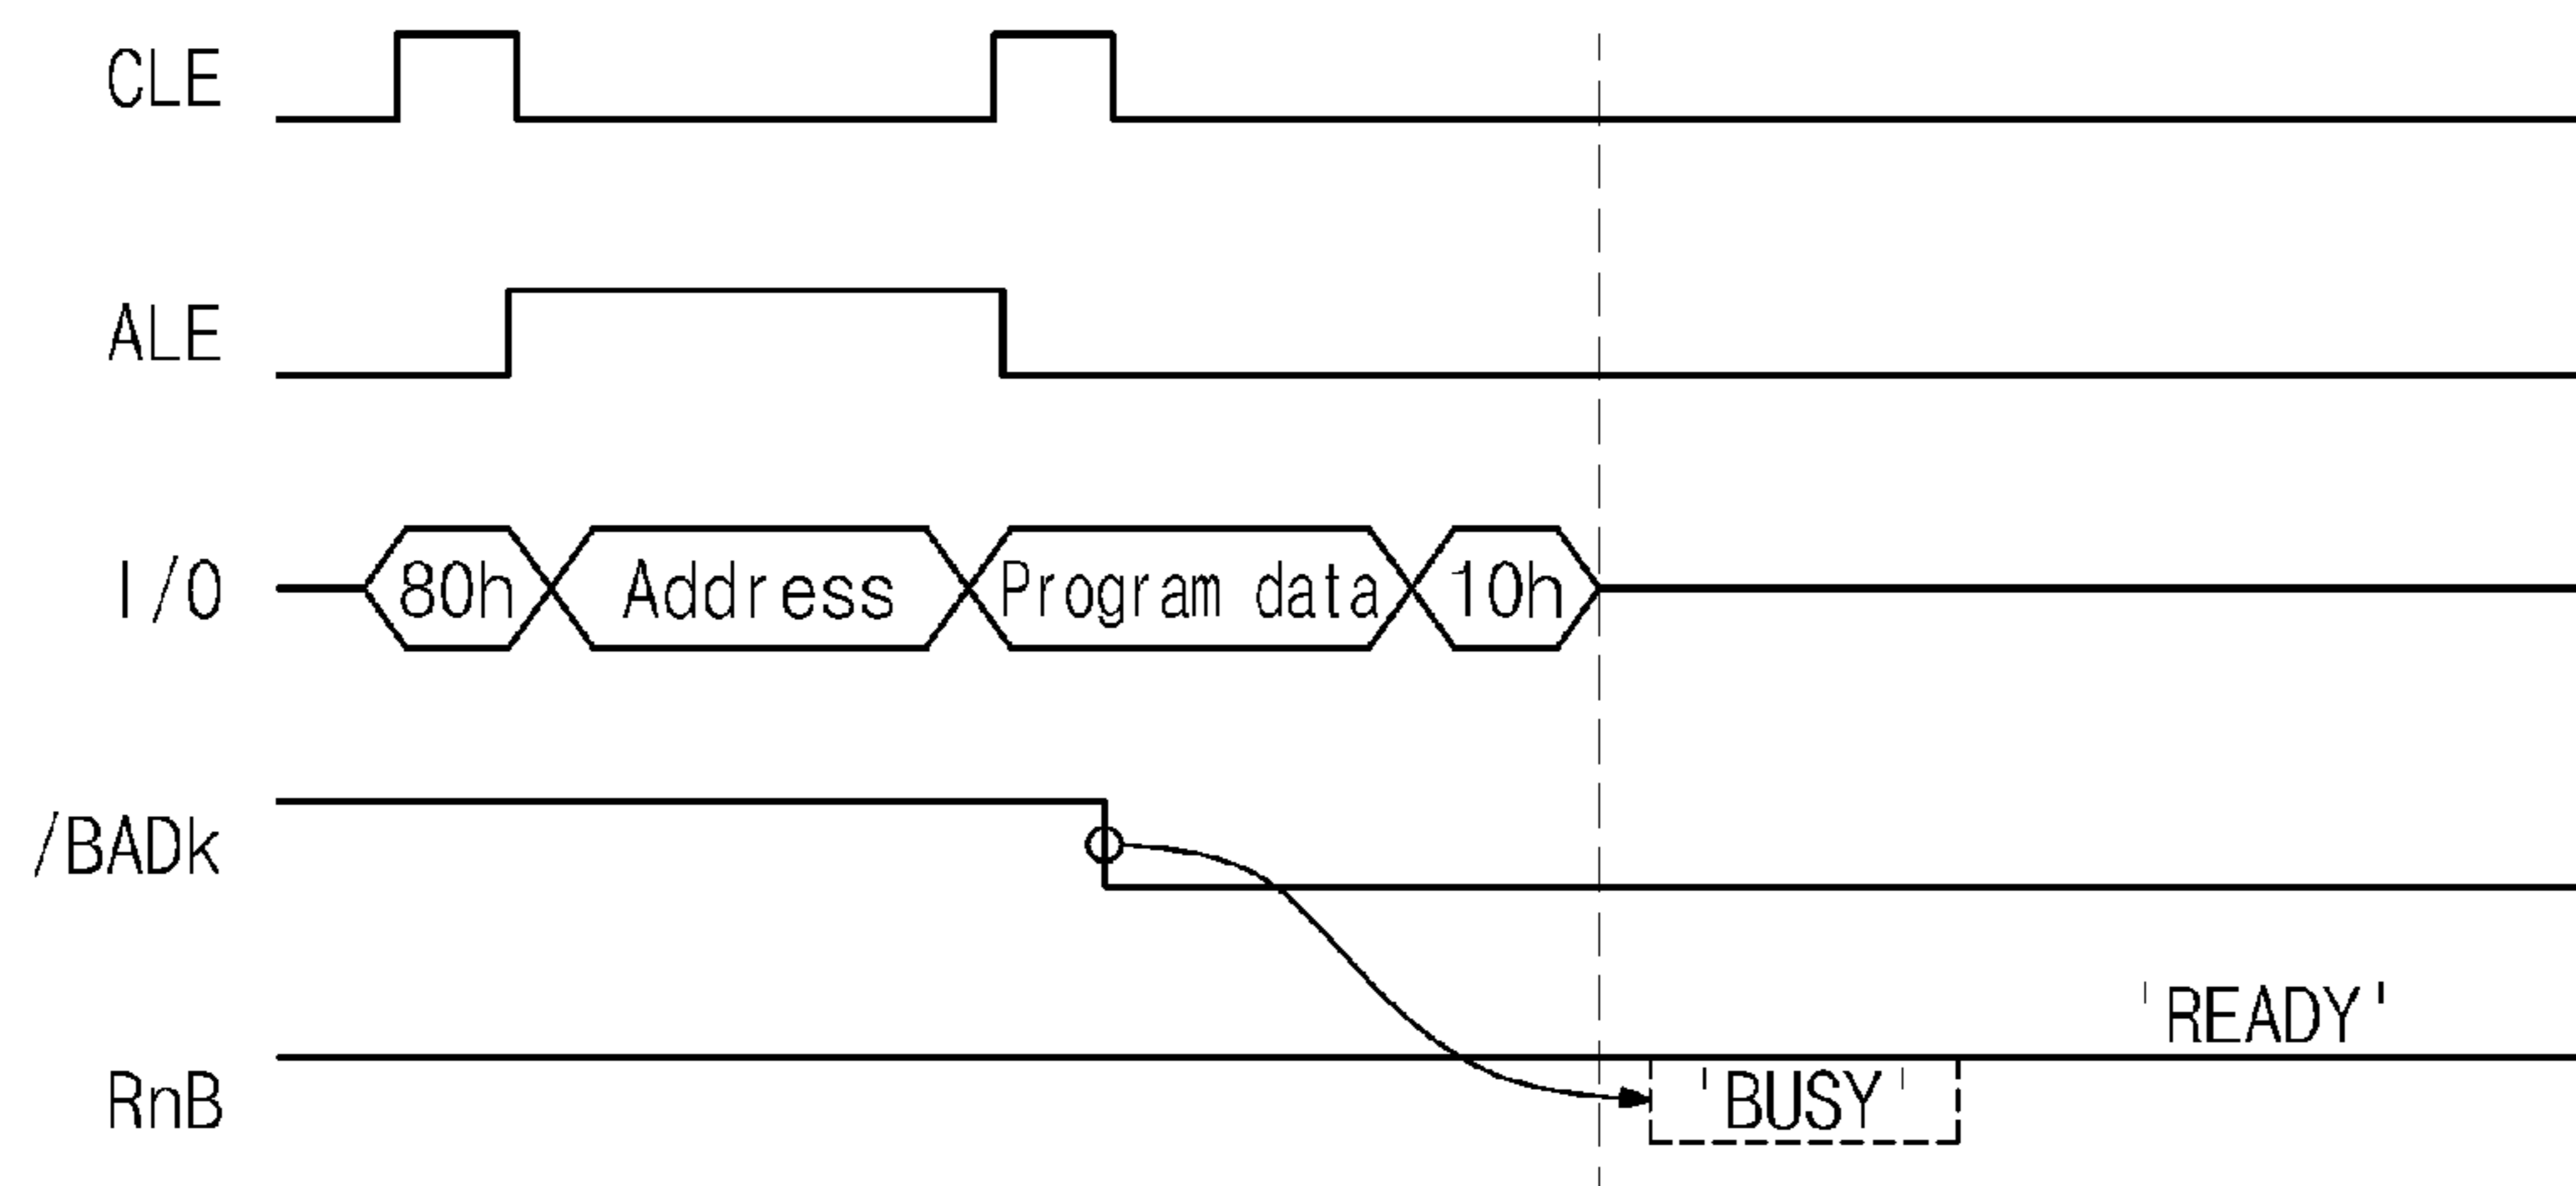 CLE
ALE
I/O
80h Address Program data 10h
/BADk
'READY'
RnB
'BUSY'